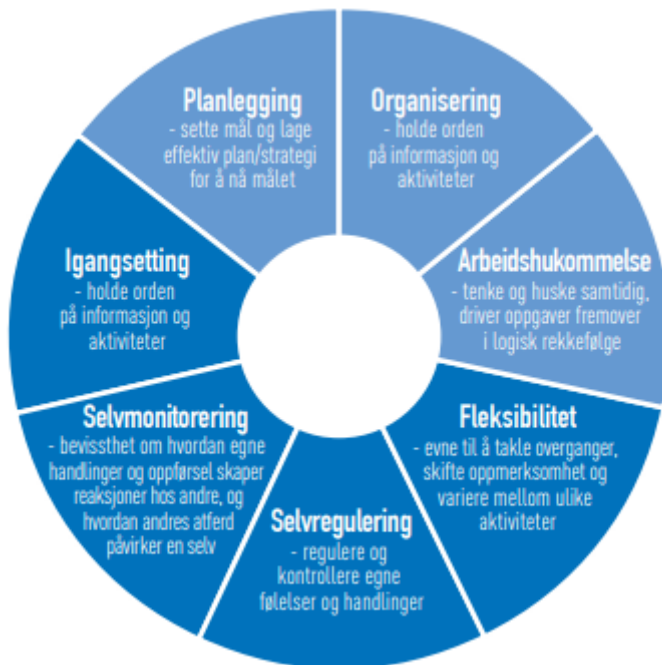 Planlegging
- sette mål og lage
effektiv plan/strategi
for å nå målet
Organisering
- holde orden
på informasjon og
aktiviteter
Arbeidshukommelse
- tenke og huske samtidig,
driver oppgaver fremover
i logisk rekkefølge
Fleksibilitet
- evne til å takle overganger,
skifte oppmerksomhet og
variere mellom ulike
aktiviteter
Selvregulering
- regulere og
kontrollere egne
følelser og handlinger
Selvmonitorering
- bevissthet om hvordan egne
handlinger og oppførsel skaper
reaksjoner hos andre, og
hvordan andres atferd
påvirker en selv
Igangsetting
- holde orden
på informasjon og
aktiviteter